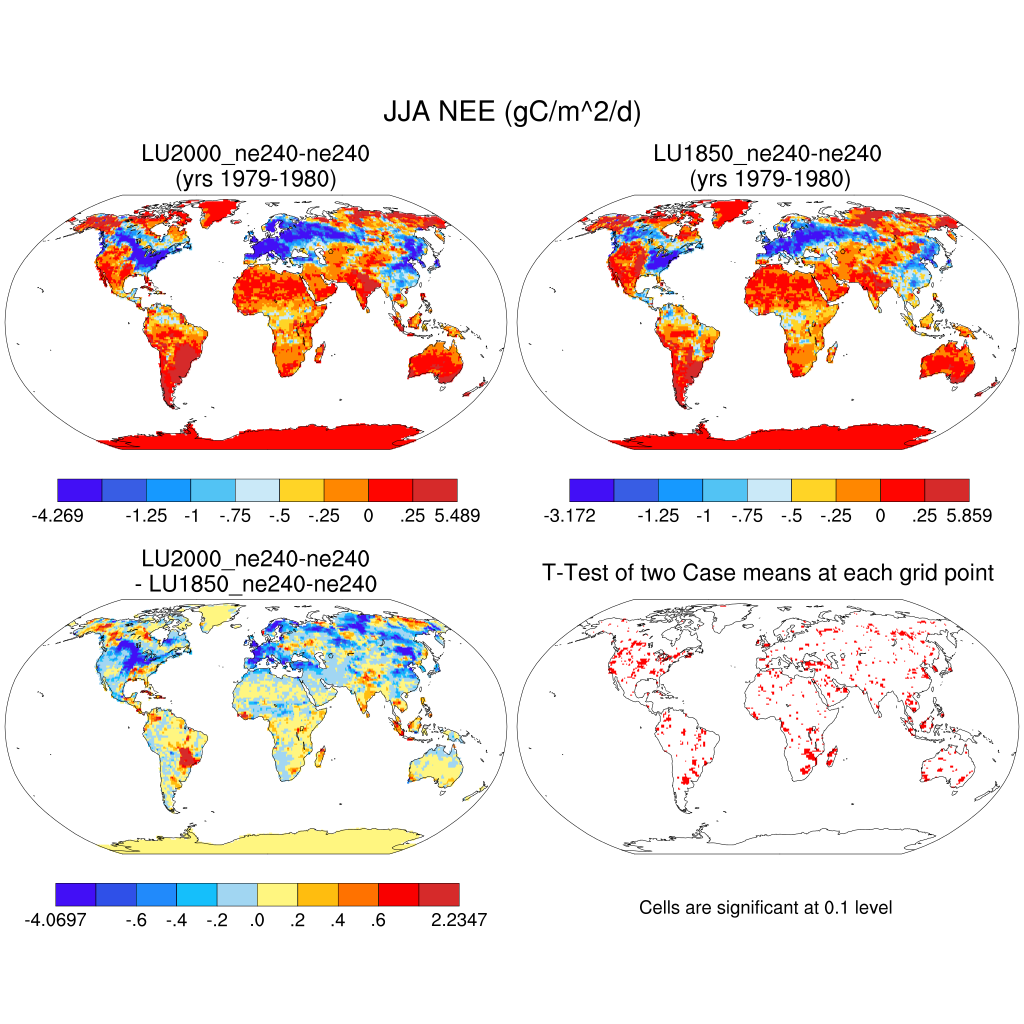 JJA NEE (gC/m^2/d)
LU2000_ne240-ne240
(yrs 1979-1980)
LU1850_ne240-ne240
(yrs 1979-1980)
-4.269 -1.25 -1 -.75 -.5 -.25 0 .25 5.489
-3.172 -1.25 -1 -.75 -.5 -.25 0 .25 5.859
LU2000_ne240-ne240
- LU1850_ne240-ne240
T-Test of two Case means at each grid point
-4.0697 -.6 -.4 -.2 .0 .2 .4 .6 2.2347
Cells are significant at 0.1 level